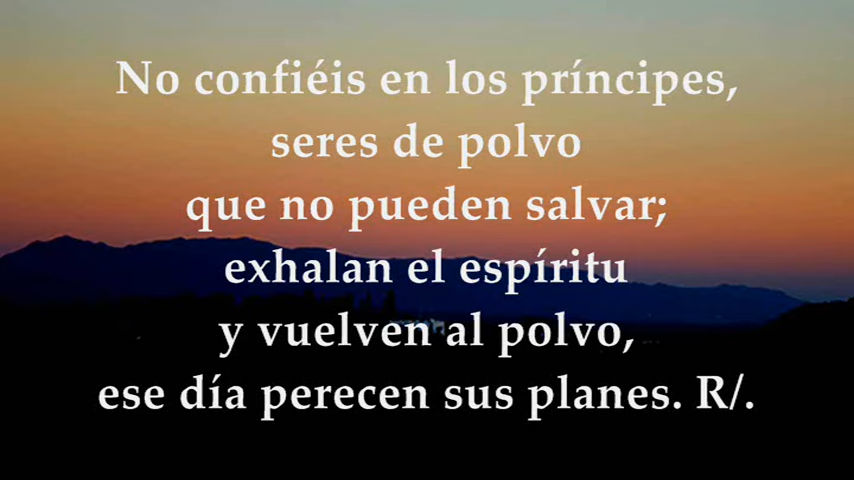 No confiéis en los príncipes,
seres de polvo
que no pueden salvar;
exhalan el espíritu
y vuelven al polvo,
ese día perecen sus planes. R/.